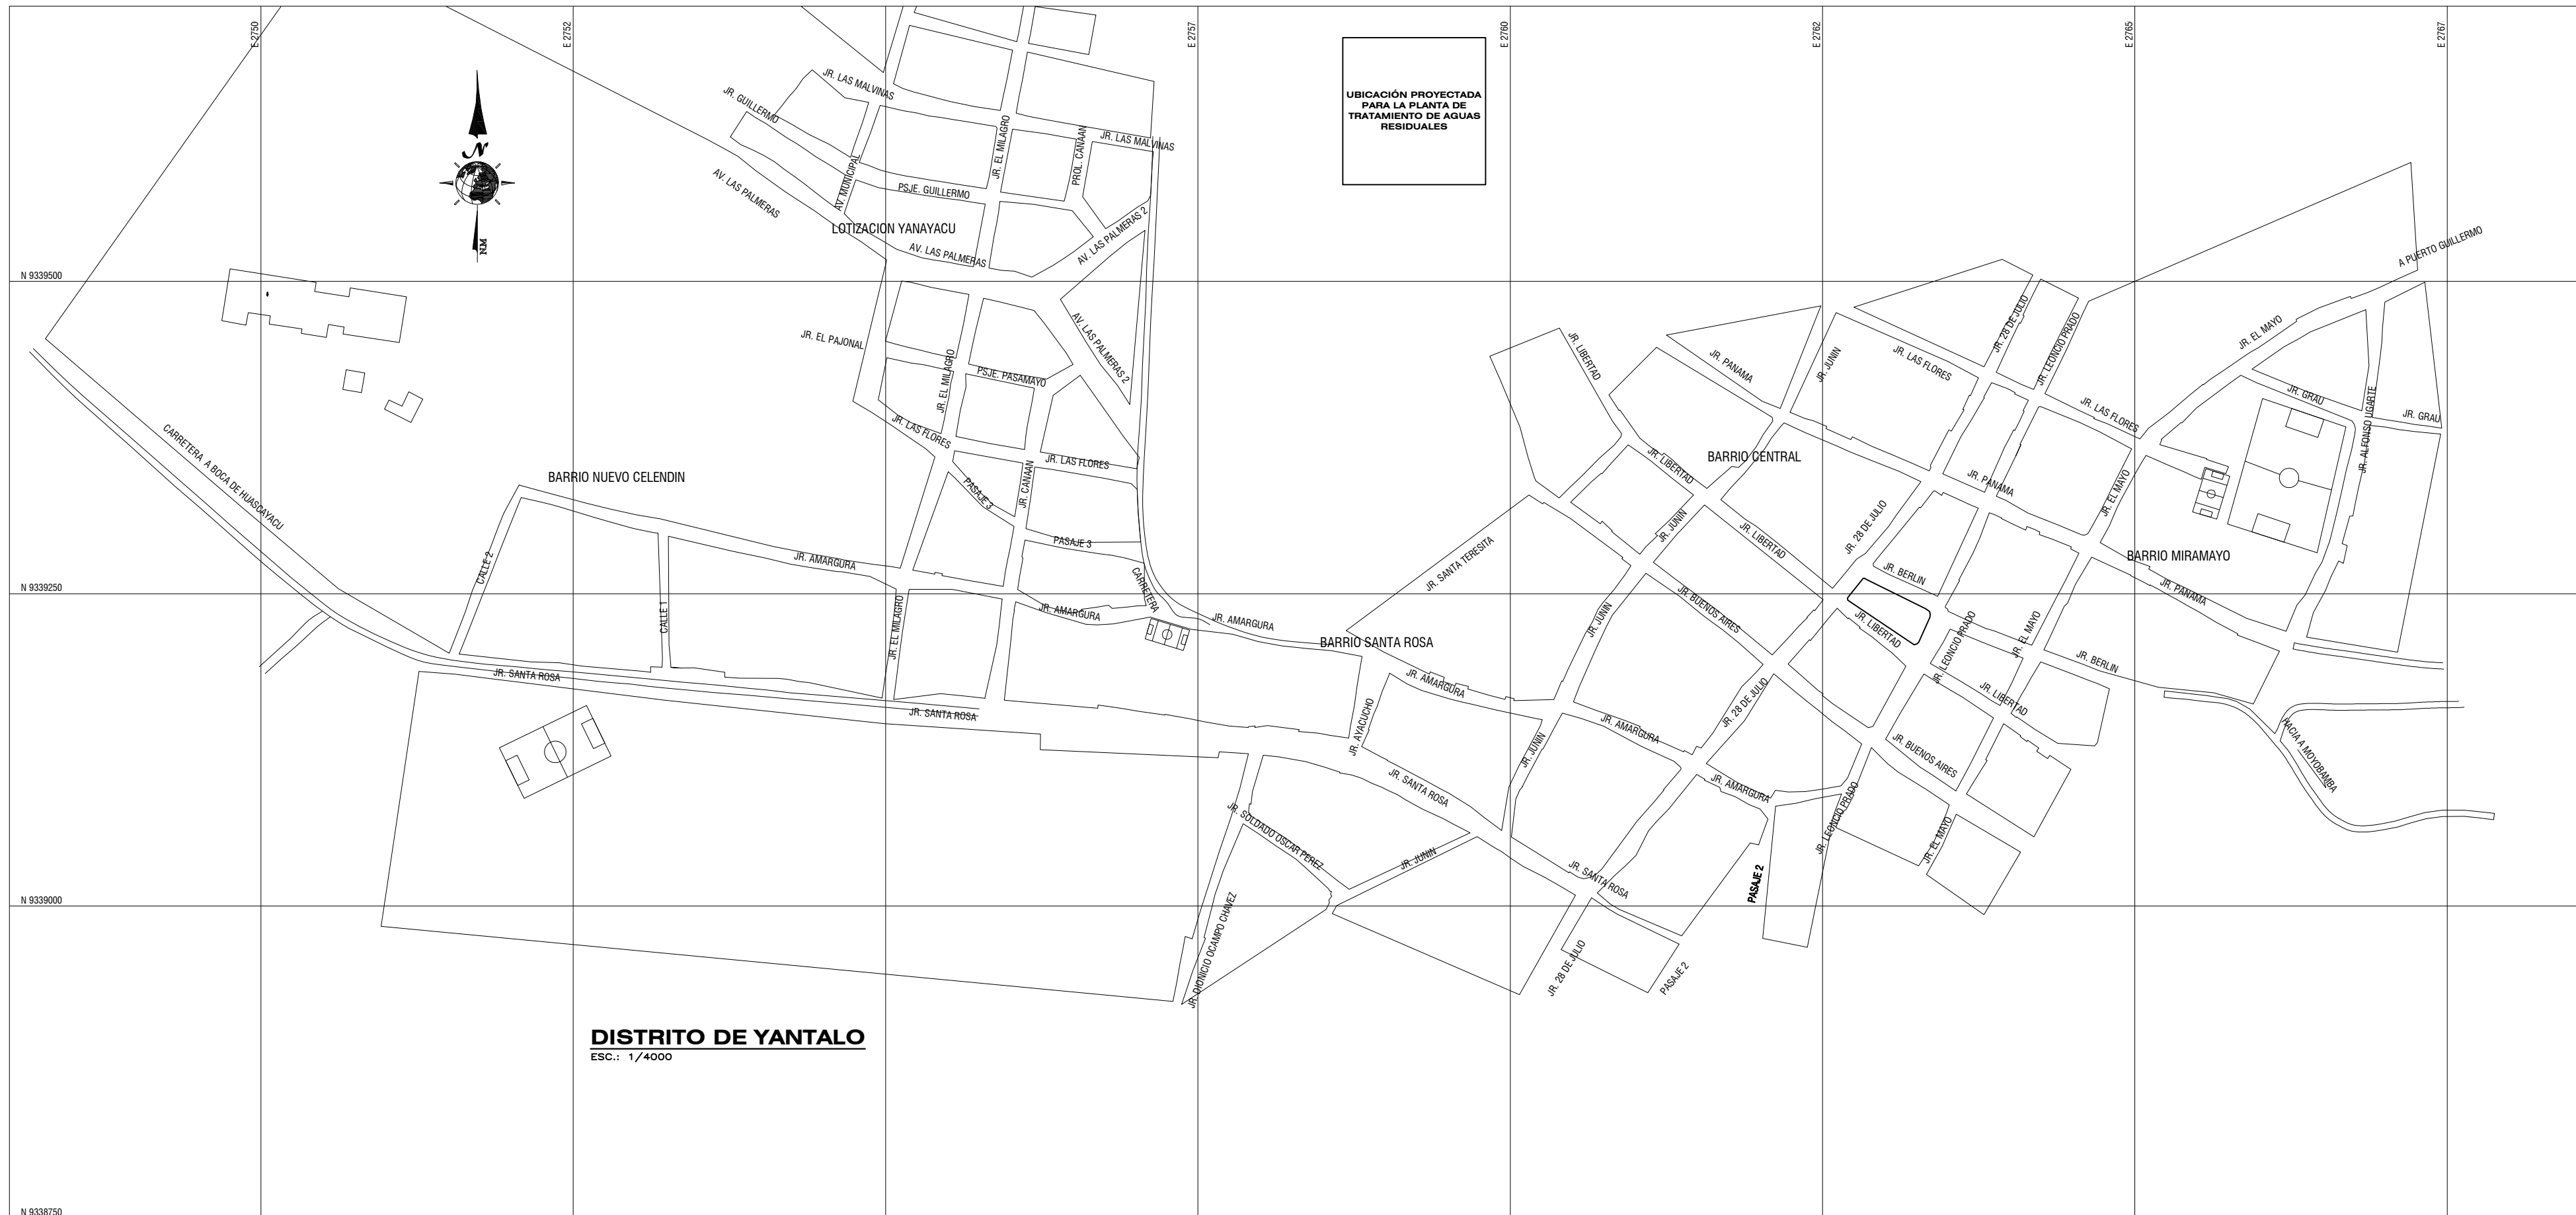 E 2750
E 2752
E 2757
E 2760
E 2762
E 2765
E 2767
UBICACIÓN PROYECTADA
PARA LA PLANTA DE
TRATAMIENTO DE AGUAS
RESIDUALES
N
NM
JR. LAS MALVINAS
JR. GUILLERMO
JR. EL MILAGRO
PROL. CANAAN
JR. LAS MALVINAS
AV. MUNICIPAL
PSJE. GUILLERMO
AV. LAS PALMERAS
LOTIZACION YANAYACU
AV. LAS PALMERAS
AV. LAS PALMERAS 2
A PUERTO GUILLERMO
N 9339500
JR. EL PAJONAL
AV. LAS PALMERAS 2
JR. EL MILAGRO
PSJE. PASAMAYO
JR. LIBERTAD
JR. PANAMA
JR. JUNIN
JR. LAS FLORES
JR. 28 DE JULIO
JR. LEONCIO PRADO
JR. EL MAYO
JR. GRAU
JR. GRAU
JR. LAS FLORES
JR. ALFONSO UGARTE
CARRETERA A BOCA DE HUASCAYACU
JR. LAS FLORES
JR. LAS FLORES
BARRIO NUEVO CELENDIN
PASAJE 3
JR. CANAAN
JR. LIBERTAD
BARRIO CENTRAL
JR. PANAMA
JR. EL MAYO
CALLE 2
JR. AMARGURA
PASAJE 3
CARRETERA
JR. SANTA TERESITA
JR. JUNIN
JR. LIBERTAD
JR. 28 DE JULIO
JR. BERLIN
BARRIO MIRAMAYO
JR. PANAMA
N 9339250
CALLE 1
JR. EL MILAGRO
JR. AMARGURA
JR. AMARGURA
BARRIO SANTA ROSA
JR. JUNIN
JR. BUENOS AIRES
JR. LIBERTAD
JR. LEONCIO PRADO
JR. EL MAYO
JR. BERLIN
JR. SANTA ROSA
JR. SANTA ROSA
JR. AMARGURA
JR. AYACUCHO
JR. JUNIN
JR. AMARGURA
JR. 28 DE JULIO
JR. LIBERTAD
JR. BUENOS AIRES
HACIA A MOYOBAMBA
JR. SANTA ROSA
JR. AMARGURA
JR. LEONCIO PRADO
JR. EL MAYO
JR. SOLDADO OSCAR PEREZ
JR. JUNIN
JR. SANTA ROSA
PASAJE 2
N 9339000
JR. DIONICIO OCAMPO CHAVEZ
JR. 28 DE JULIO
PASAJE 2
DISTRITO DE YANTALO
ESC.: 1/4000
N 9338750